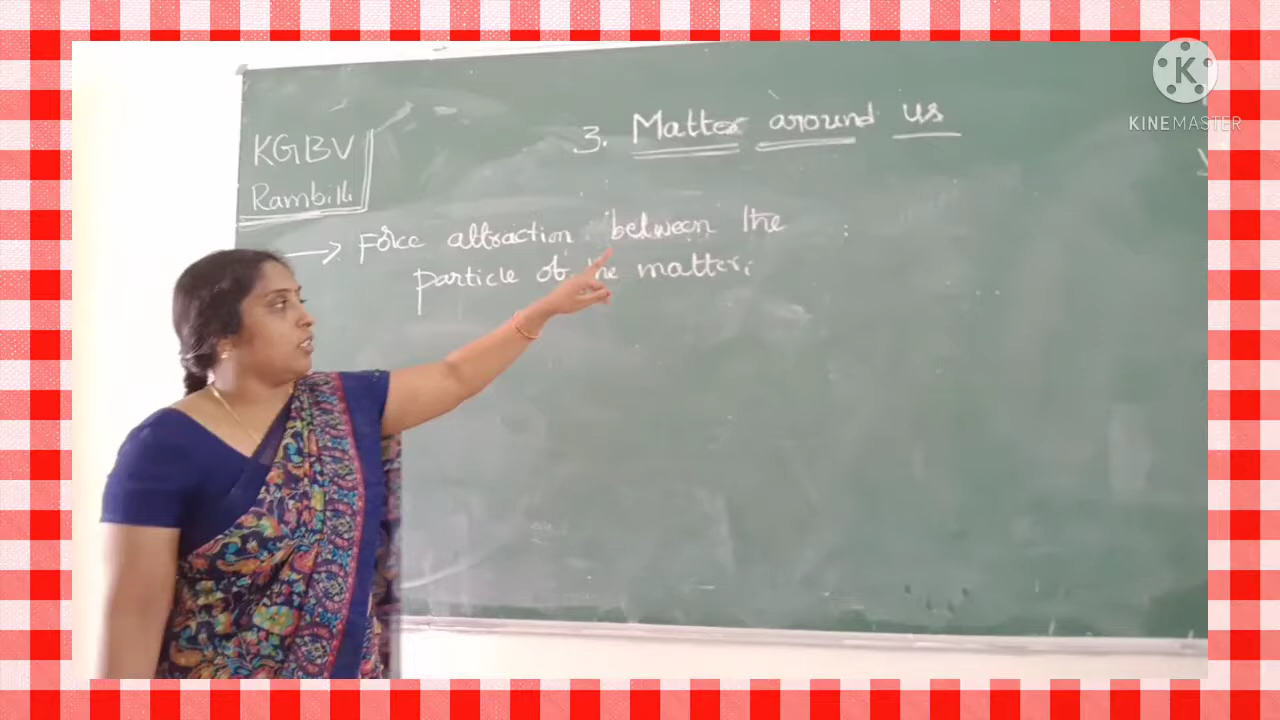 3. Matter around us
KGBV
Rambilli
→ Force attraction between the :
particle of the matter:
K
KINEMASTER